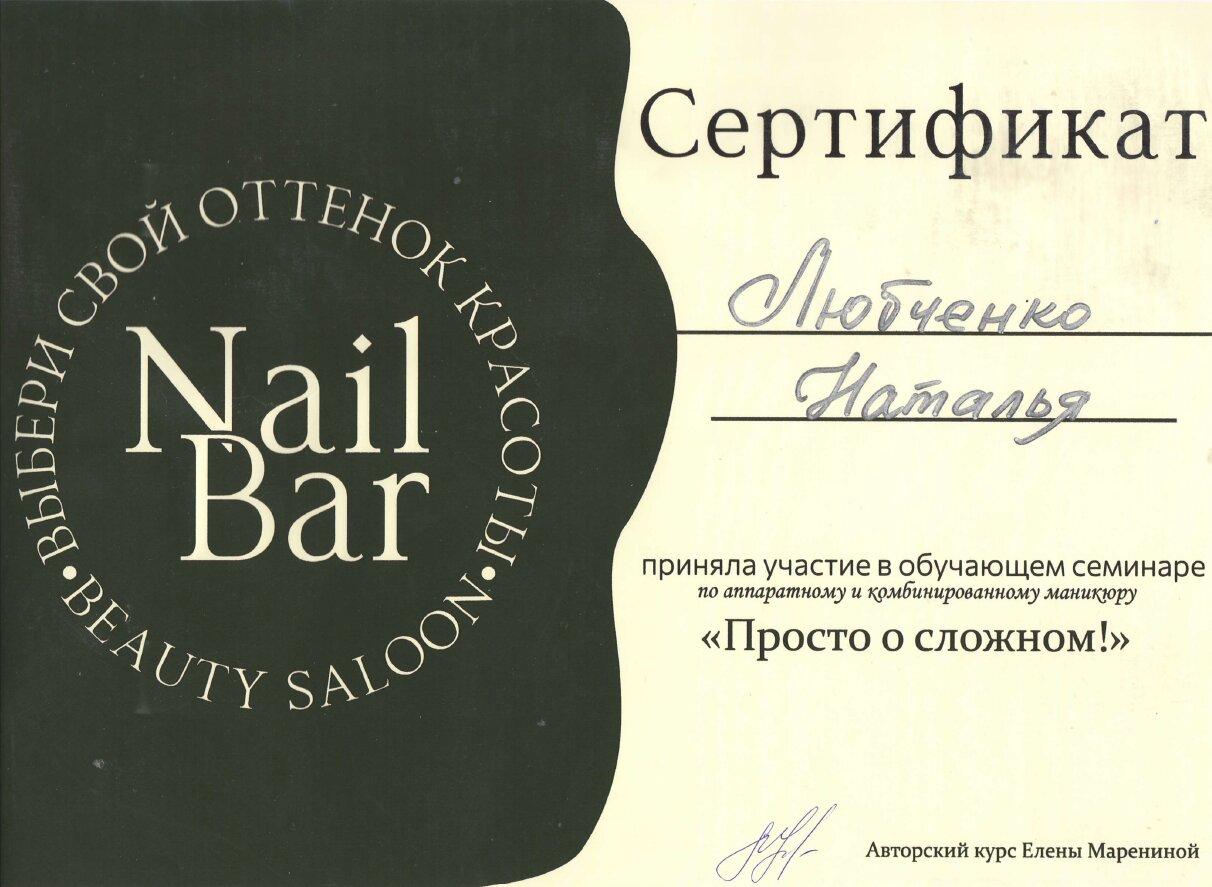 ВЫБЕРИ СВОЙ ОТТЕНОК КРАСОТЫ
• BEAUTY SALOON •
Nail
Bar
Сертификат
Любченко
Наталья
приняла участие в обучающем семинаре
по аппаратному и комбинированному маникюру
«Просто о сложном!»
Авторский курс Елены Марениной